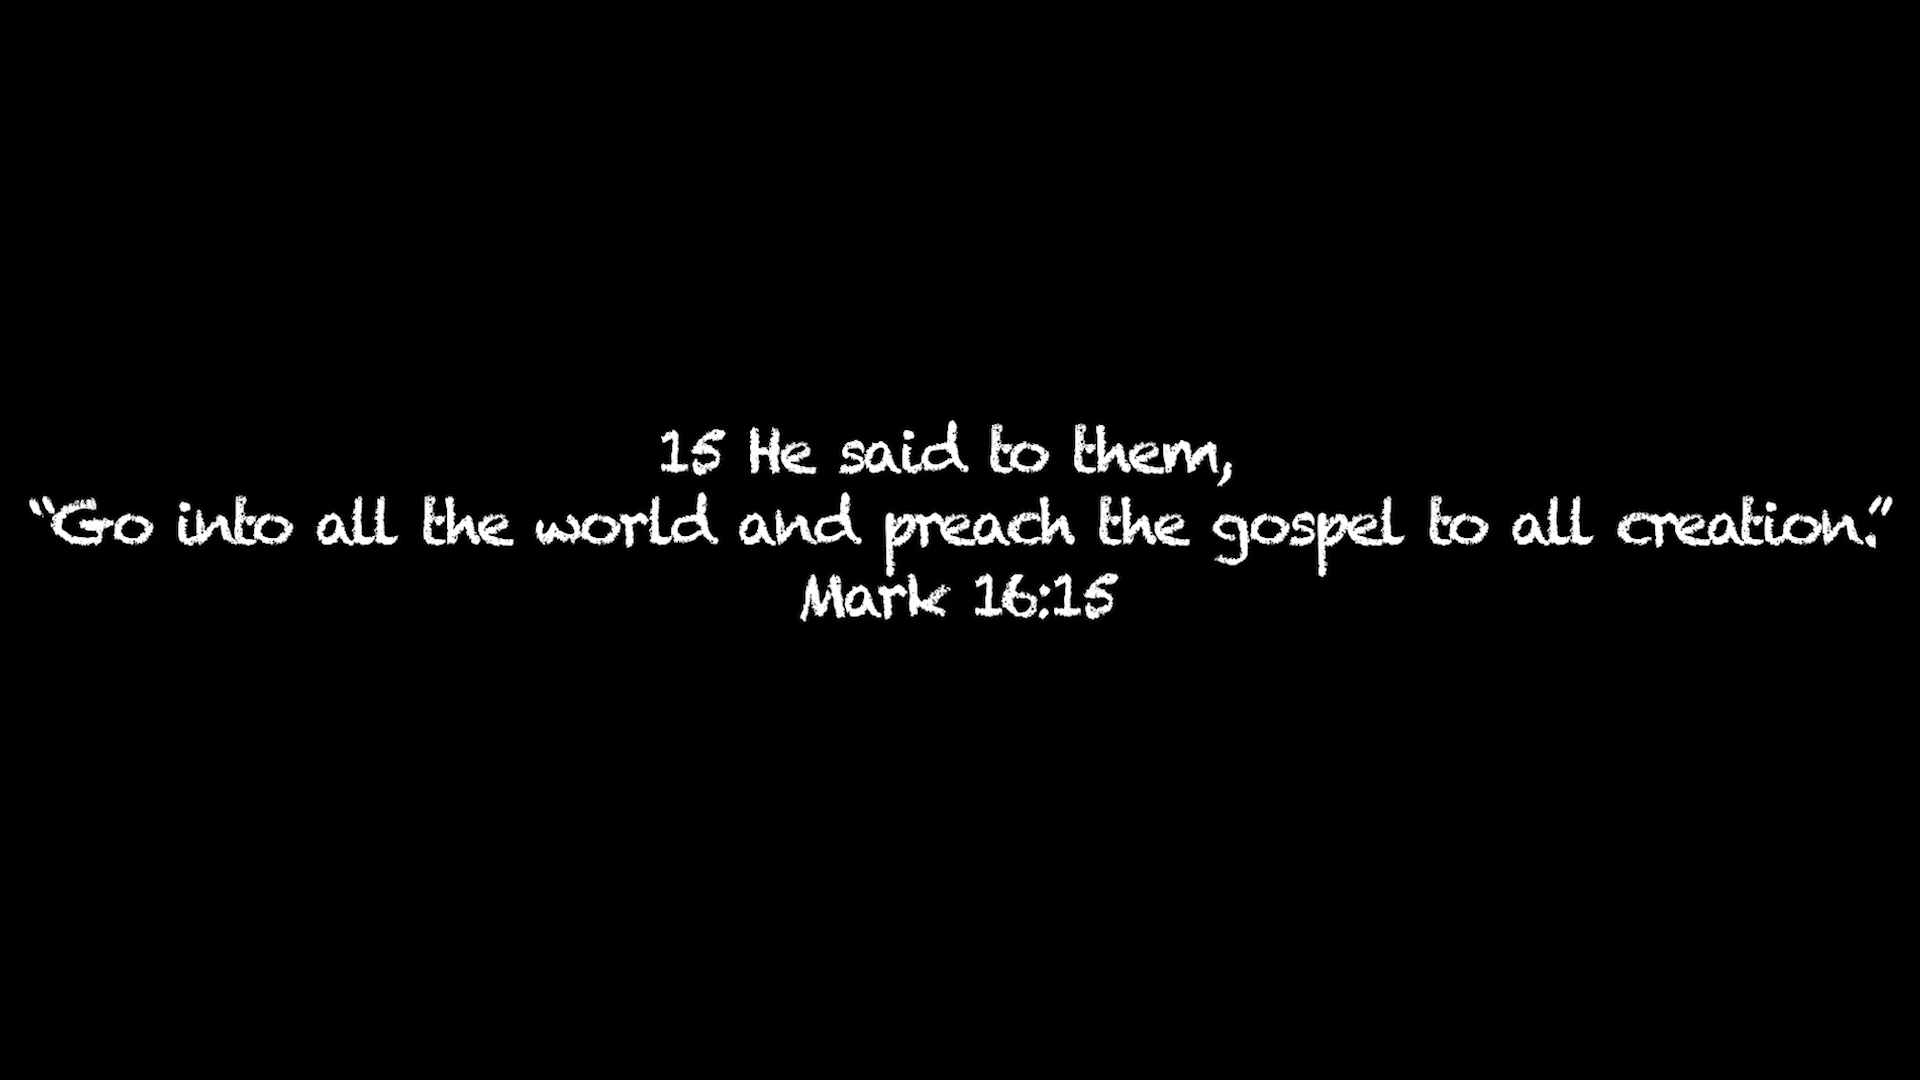 15 He said to them,
“Go into all the world and preach the gospel to all creation.”
Mark 16:15